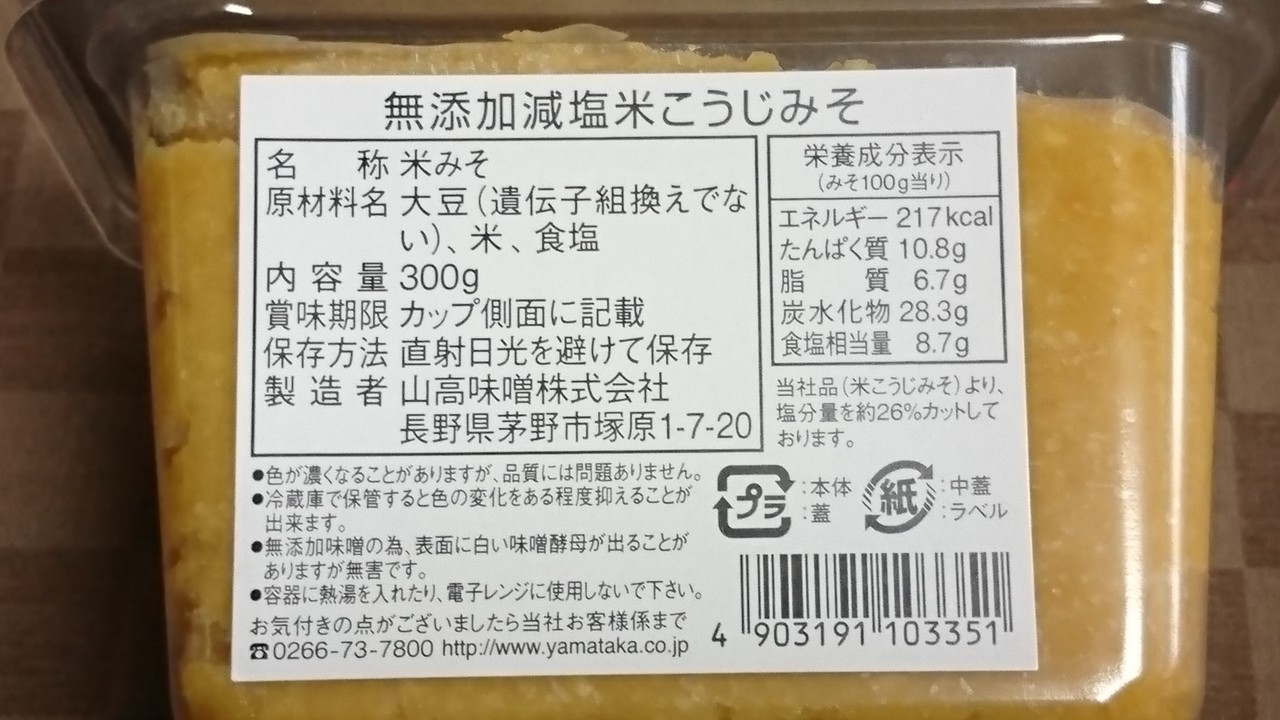 無添加減塩米こうじみそ
名 称 米みそ
原材料名 大豆(遺伝子組換えでな
い)、米、食塩
内容量 300g
賞味期限 カップ側面に記載
保存方法 直射日光を避けて保存
製造者 山高味噌株式会社
長野県茅野市塚原1-7-20
栄養成分表示
(みそ100g当り)
エネルギー 217kcal
たんぱく質 10.8g
脂 質 6.7g
炭水化物 28.3g
食塩相当量 8.7g
当社品(米こうじみそ)より、
塩分量を約26%カットして
おります。
●色が濃くなることがありますが、品質には問題ありません。
●冷蔵庫で保管すると色の変化をある程度抑えることが
出来ます。
●無添加味噌の為、表面に白い味噌酵母が出ることが
ありますが無害です。
●容器に熱湯を入れたり、電子レンジに使用しないで下さい。
お気付きの点がございましたら当社お客様係まで
☎0266-73-7800 http://www.yamataka.co.jp
プラ :本体
:蓋
紙 :中蓋
:ラベル
4 903191 103351